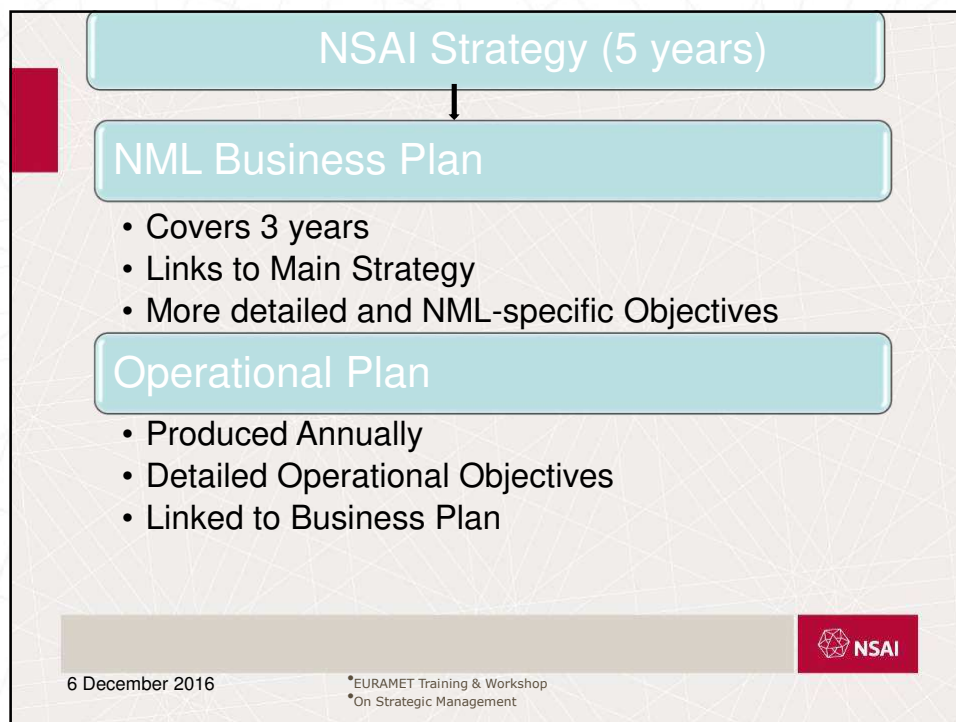 NSAI Strategy (5 years)
NML Business Plan
• Covers 3 years
• Links to Main Strategy
• More detailed and NML-specific Objectives
Operational Plan
• Produced Annually
• Detailed Operational Objectives
• Linked to Business Plan
NSAI
6 December 2016
•EURAMET Training & Workshop
•On Strategic Management